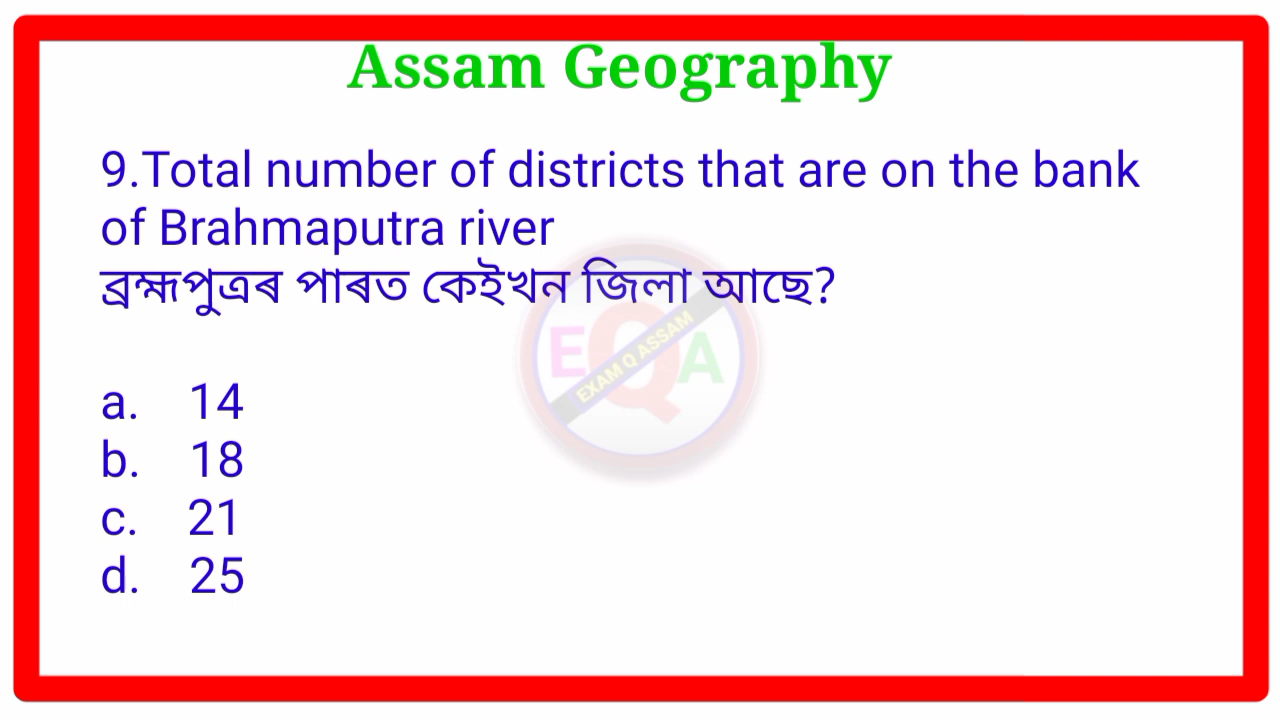 Assam Geography
9.Total number of districts that are on the bank
of Brahmaputra river
ব্ৰহ্মপুত্ৰৰ পাৰত কেইখন জিলা আছে?
EQA
EXAM Q ASSAM
a. 14
b. 18
c. 21
d. 25